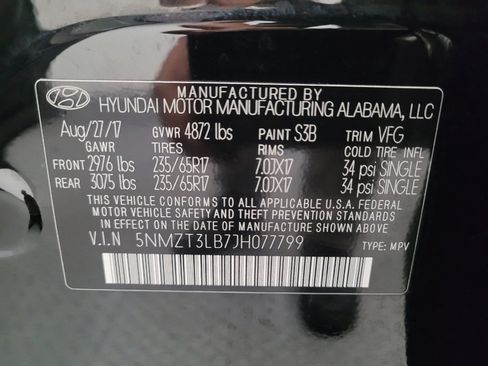 MANUFACTURED BY
HYUNDAI MOTOR MANUFACTURING ALABAMA, LLC
Aug/27/17 GVWR 4872 lbs PAINT S3B TRIM VFG
GAWR TIRES RIMS COLD TIRE INFL
FRONT 2976 lbs 235/65R17 7.0JX17 34 psi SINGLE
REAR 3075 lbs 235/65R17 7.0JX17 34 psi SINGLE
THIS VEHICLE CONFORMS TO ALL APPLICABLE U.S.A. FEDERAL
MOTOR VEHICLE SAFETY AND THEFT PREVENTION STANDARDS
IN EFFECT ON THE DATE OF MANUFACTURE SHOWN ABOVE
V.I.N 5NMZT3LB7JH077799 TYPE: MPV